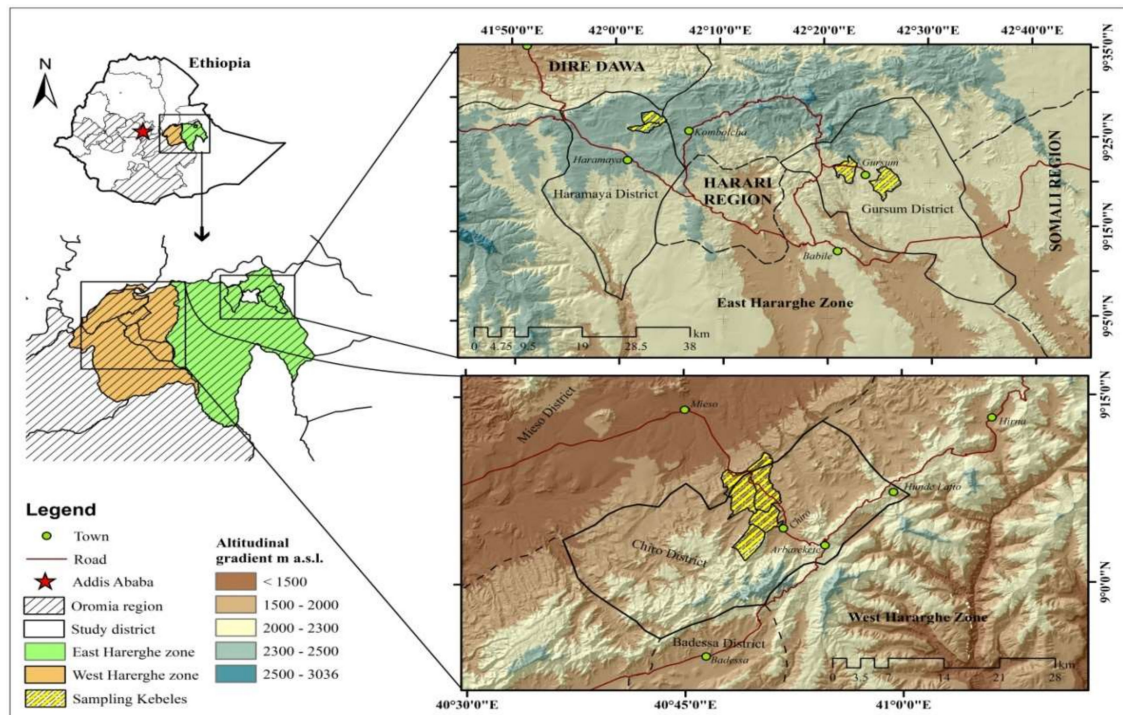 Ethiopia
N
Legend
Town
Road
Addis Ababa
Oromia region
Study district
East Harerghe zone
West Harerghe zone
Sampling Kebeles
Altitudinal
gradient m a.s.l.
< 1500
1500 - 2000
2000 - 2300
2300 - 2500
2500 - 3036
41°50'0"E 42°0'0"E 42°10'0"E 42°20'0"E 42°30'0"E 42°40'0"E
9°35'0"N
9°25'0"N
9°15'0"N
9°05'0"N
DIRE DAWA
Kombolcha
Haramaya
Haramaya District
HARARI
REGION
Gursum
Gursum District
SOMALI REGION
Babile
East Hararghe Zone
km
0 4.75 9.5 19 28.5 38
9°15'0"N
9°0'0"N
Mieso District
Mieso
Hirna
Hunde Lafto
Chiro
Chiro District
Arbarekete
West Hararghe Zone
Badessa District
Badessa
km
0 3.5 7 14 21 28
40°30'0"E 40°45'0"E 41°0'0"E